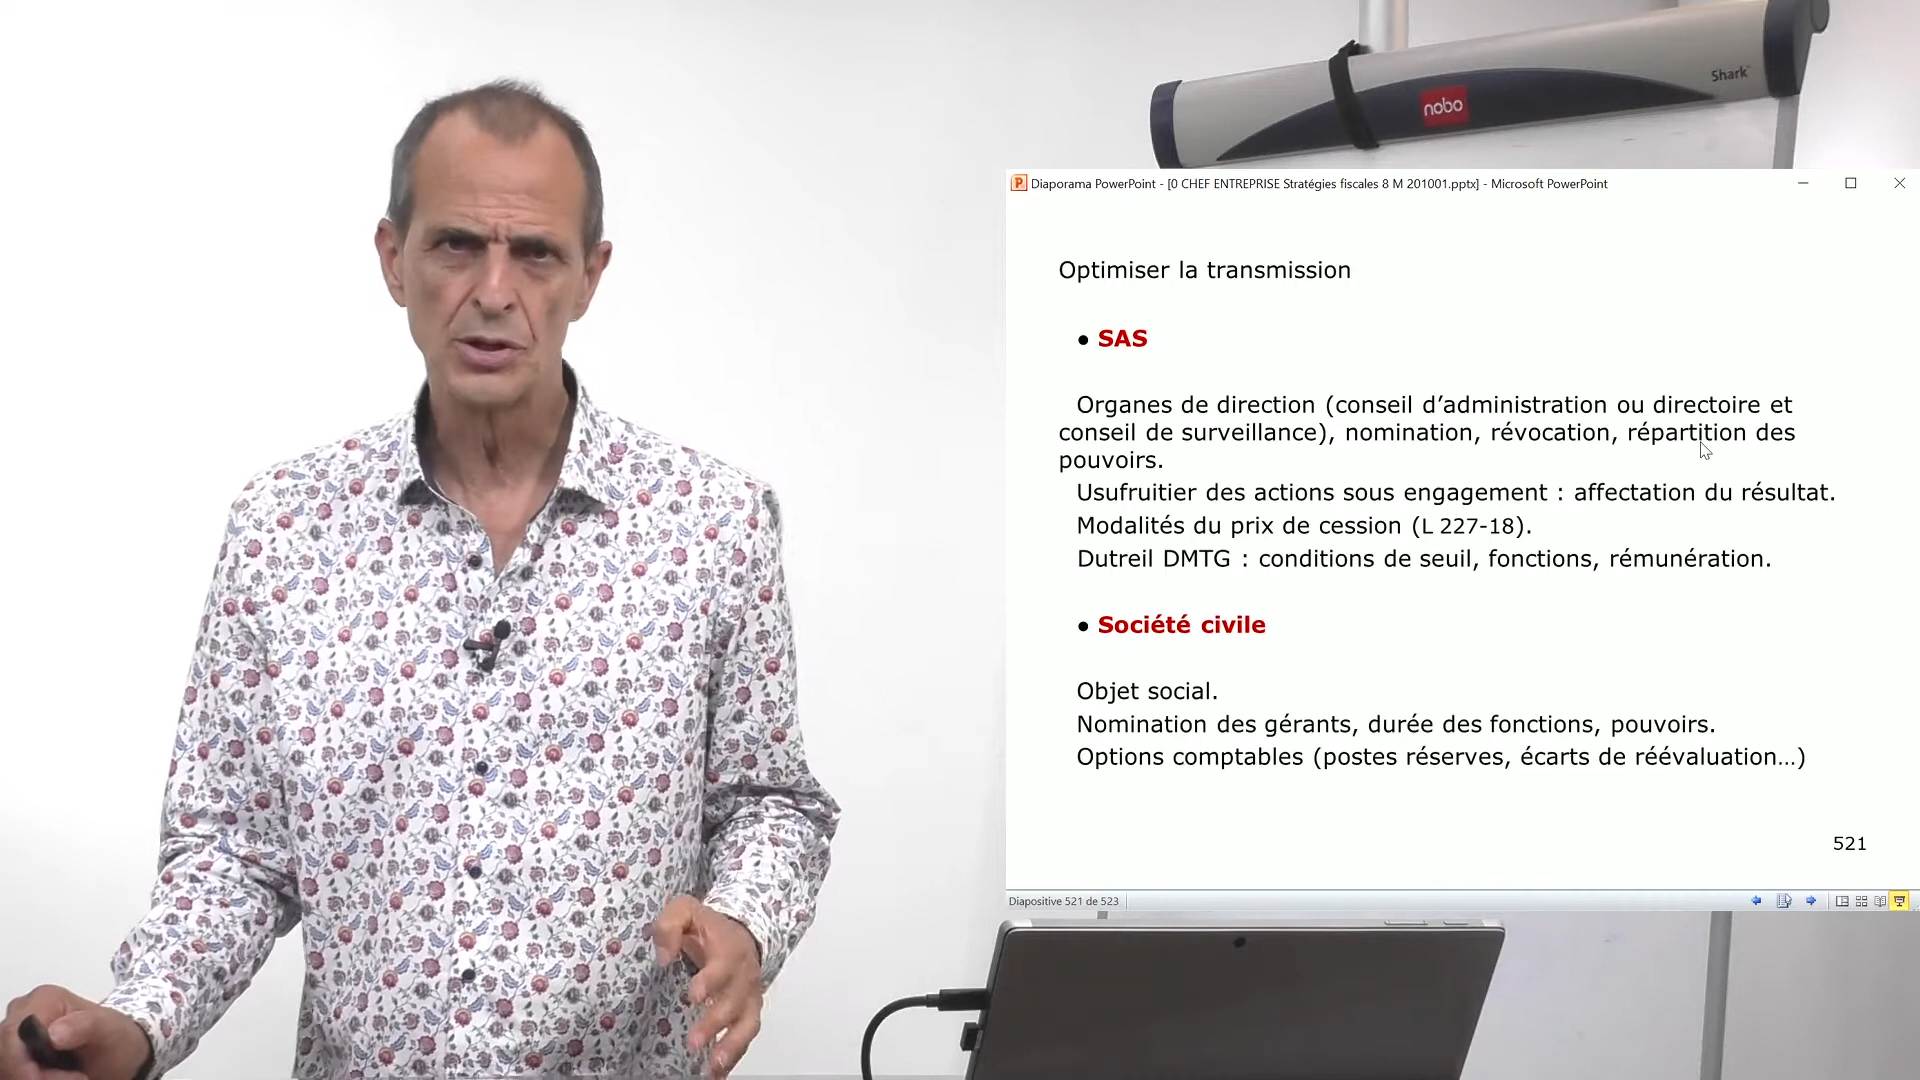 Shark
nobo
Diaporama PowerPoint - [0 CHEF ENTREPRISE Stratégies fiscales 8 M 201001.pptx] - Microsoft PowerPoint
Optimiser la transmission
● SAS
Organes de direction (conseil d’administration ou directoire et
conseil de surveillance), nomination, révocation, répartition des
pouvoirs.
Usufruitier des actions sous engagement : affectation du résultat.
Modalités du prix de cession (L 227-18).
Dutreil DMTG : conditions de seuil, fonctions, rémunération.
● Société civile
Objet social.
Nomination des gérants, durée des fonctions, pouvoirs.
Options comptables (postes réserves, écarts de réévaluation…)
521
Diapositive 521 de 523